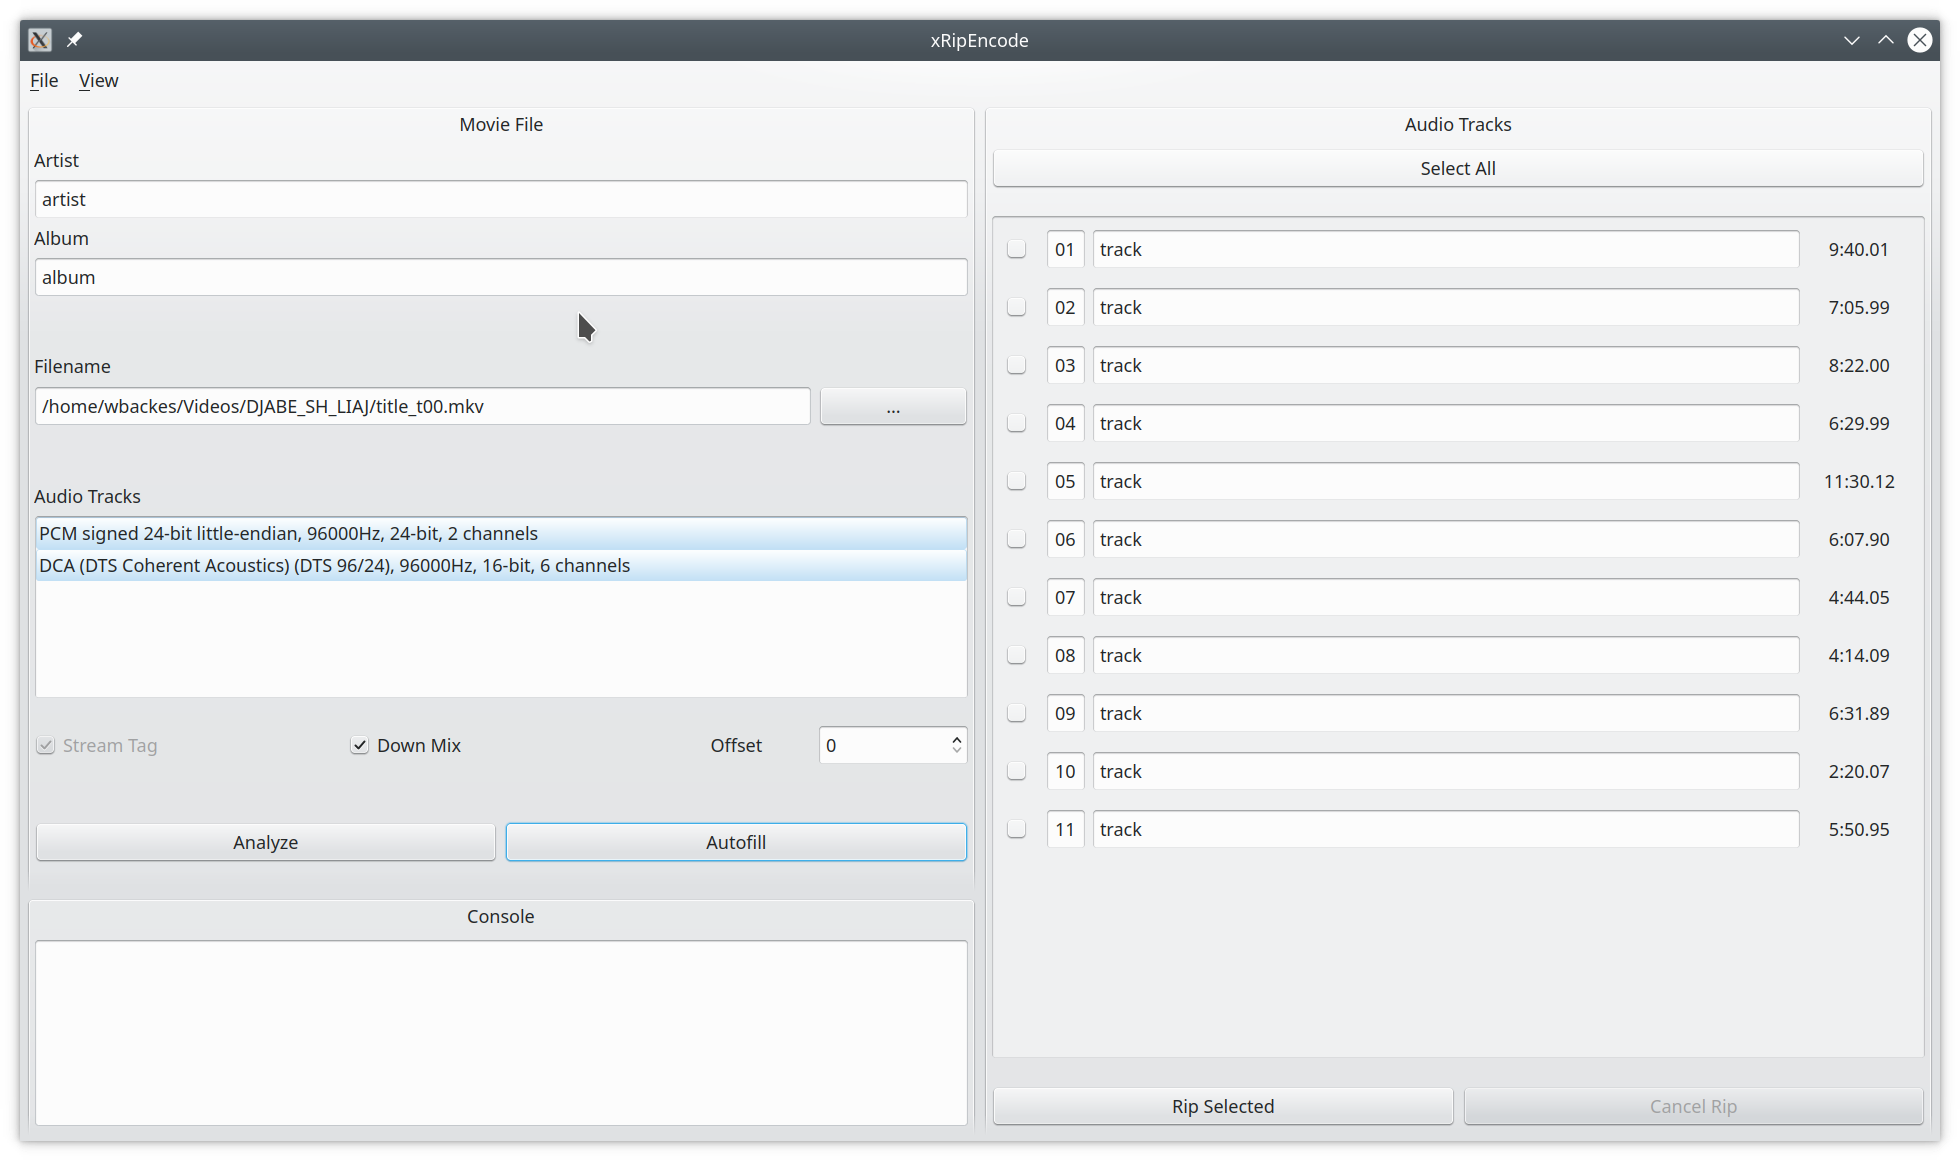 xRipEncode
File View
Movie File
Artist
artist
Album
album
Filename
/home/wbackes/Videos/DJABE_SH_LIAJ/title_t00.mkv ...
Audio Tracks
PCM signed 24-bit little-endian, 96000Hz, 24-bit, 2 channels
DCA (DTS Coherent Acoustics) (DTS 96/24), 96000Hz, 16-bit, 6 channels
Stream Tag Down Mix Offset 0
Analyze Autofill
Console
Audio Tracks
Select All
01 track 9:40.01
02 track 7:05.99
03 track 8:22.00
04 track 6:29.99
05 track 11:30.12
06 track 6:07.90
07 track 4:44.05
08 track 4:14.09
09 track 6:31.89
10 track 2:20.07
11 track 5:50.95
Rip Selected Cancel Rip